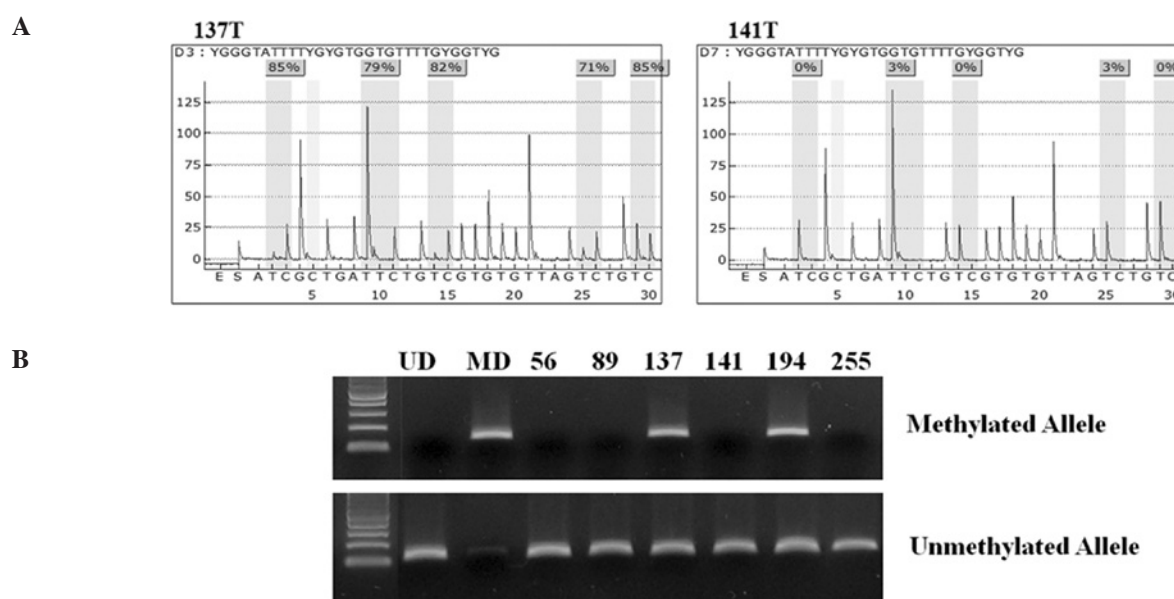 A
137T
D3 : YGGGTATTTTYGYGTGGTGTTTTGYGGTYG
85% 79% 82% 71% 85%
125
100
75
50
25
0
E S A T C G C T G A T T C T G T C G T G T G T T A G T C T G T C
5 10 15 20 25 30
141T
D7 : YGGGTATTTTYGYGTGGTGTTTTGYGGTYG
0% 3% 0% 3% 0%
125
100
75
50
25
0
E S A T C G C T G A T T C T G T C G T G T G T T A G T C T G T C
5 10 15 20 25 30
B
UD MD 56 89 137 141 194 255
Methylated Allele
Unmethylated Allele